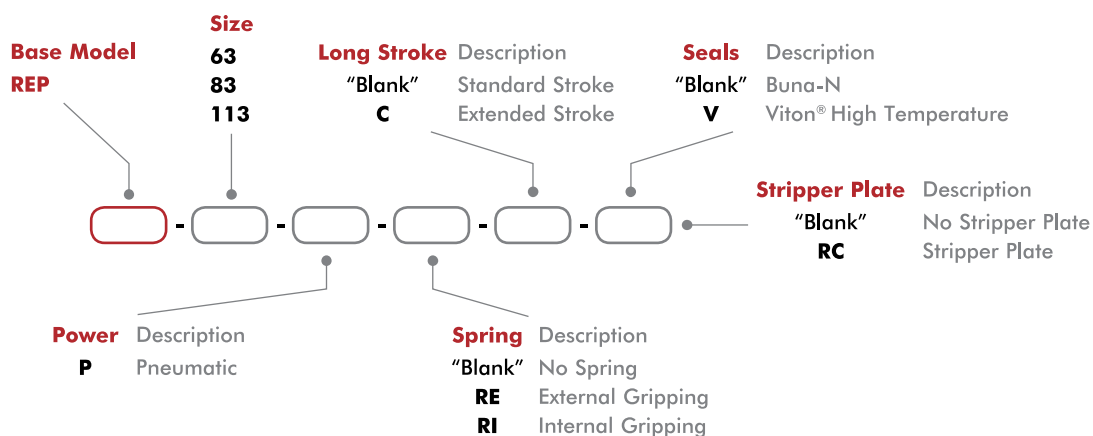 Size
Base Model
REP
63
83
113
Long Stroke Description
“Blank” Standard Stroke
C Extended Stroke
Seals Description
“Blank” Buna-N
V Viton® High Temperature
- - - - -
Stripper Plate Description
“Blank” No Stripper Plate
RC Stripper Plate
Power Description
P Pneumatic
Spring Description
“Blank” No Spring
RE External Gripping
RI Internal Gripping